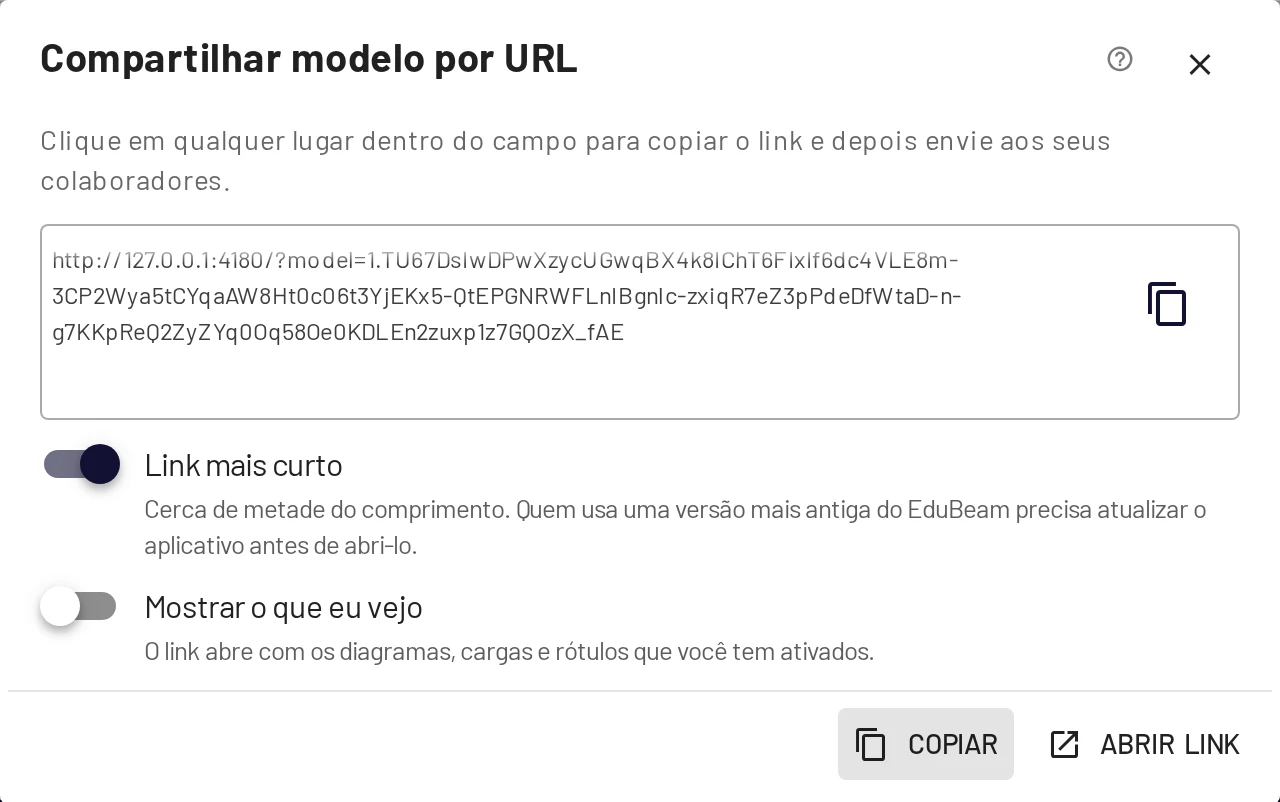 Compartilhar modelo por URL
Clique em qualquer lugar dentro do campo para copiar o link e depois envie aos seus
colaboradores.
http://127.0.0.1:4180/?model=1.TU67DsIwDPwXzycUGwqBX4k8IChT6FIxIf6dc4VLE8m-
3CP2Wya5tCYqaAW8Ht0c06t3YjEKx5-QtEPGNRWFLnIBgnIc-zxiqR7eZ3pPdeDfWtaD-n-
g7KKpReQ2ZyZYq0Oq58Oe0KDLEn2zuxp1z7GQOzX_fAE
Link mais curto
Cerca de metade do comprimento. Quem usa uma versão mais antiga do EduBeam precisa atualizar o
aplicativo antes de abri-lo.
Mostrar o que eu vejo
O link abre com os diagramas, cargas e rótulos que você tem ativados.
COPIAR
ABRIR LINK